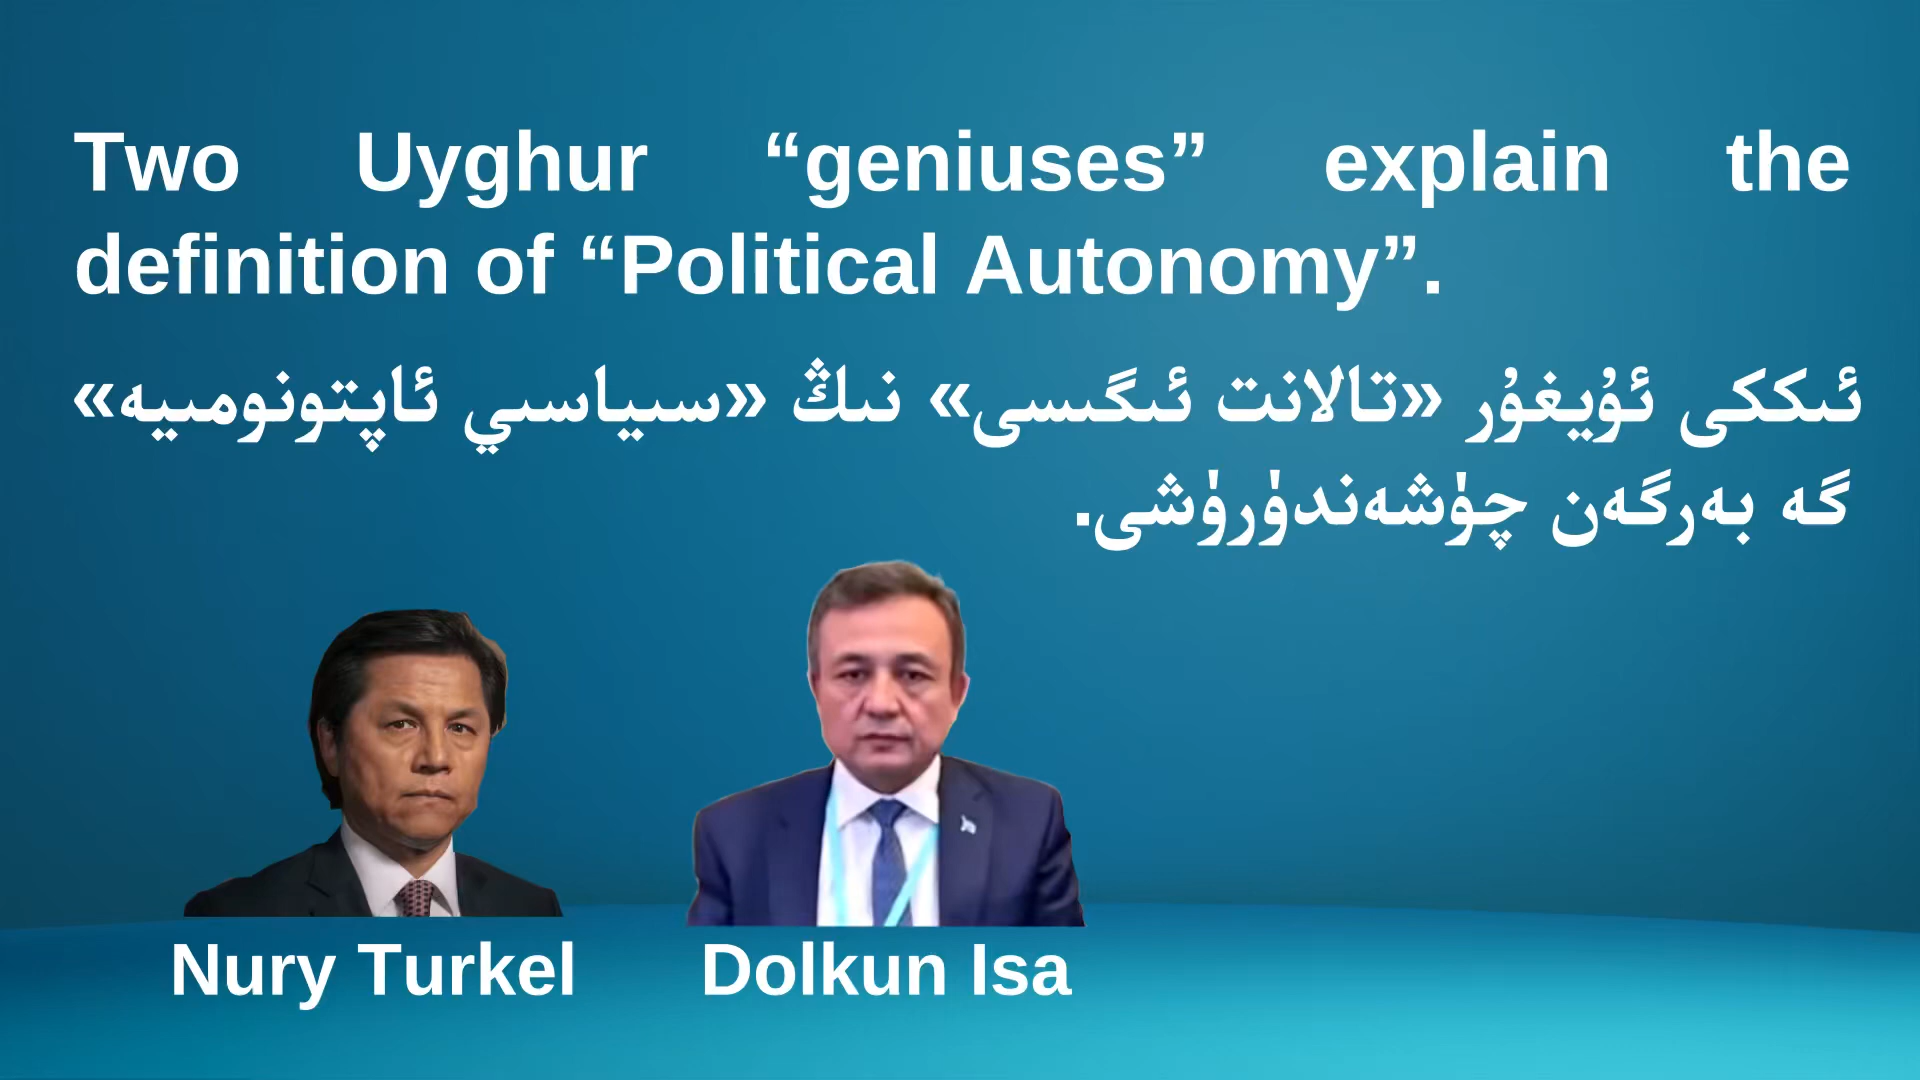 Two Uyghur “geniuses” explain the
definition of “Political Autonomy”.
ئىككى ئۇيغۇر «تالانت ئىگىسى» نىڭ «سىياسىي ئاپتونومىيە»
گە بەرگەن چۈشەندۈرۈشى.
Nury Turkel
Dolkun Isa